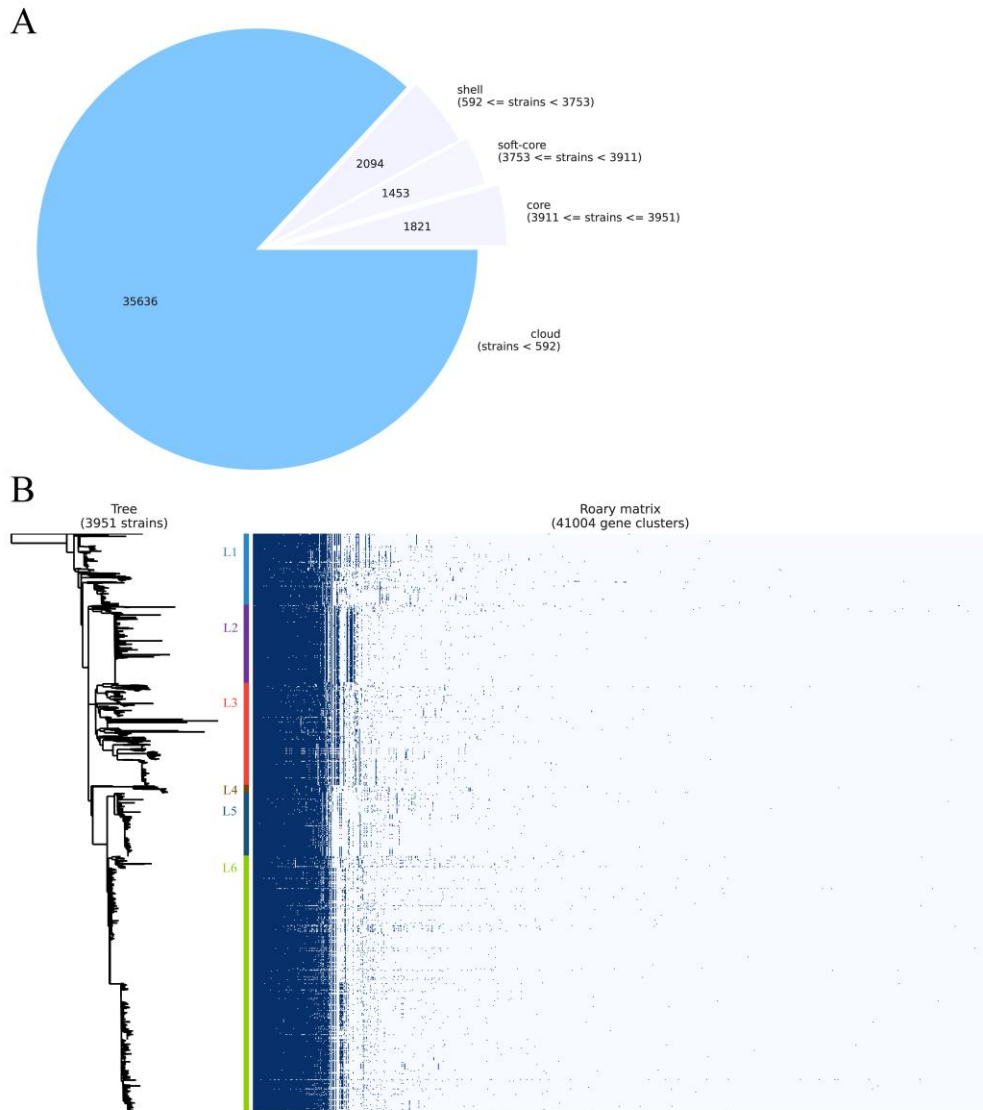 A
shell
(592 <= strains < 3753)
soft-core
(3753 <= strains < 3911)
core
(3911 <= strains <= 3951)
2094
1453
1821
35636
cloud
(strains < 592)
B
Tree
(3951 strains)
Roary matrix
(41004 gene clusters)
L1
L2
L3
L4
L5
L6